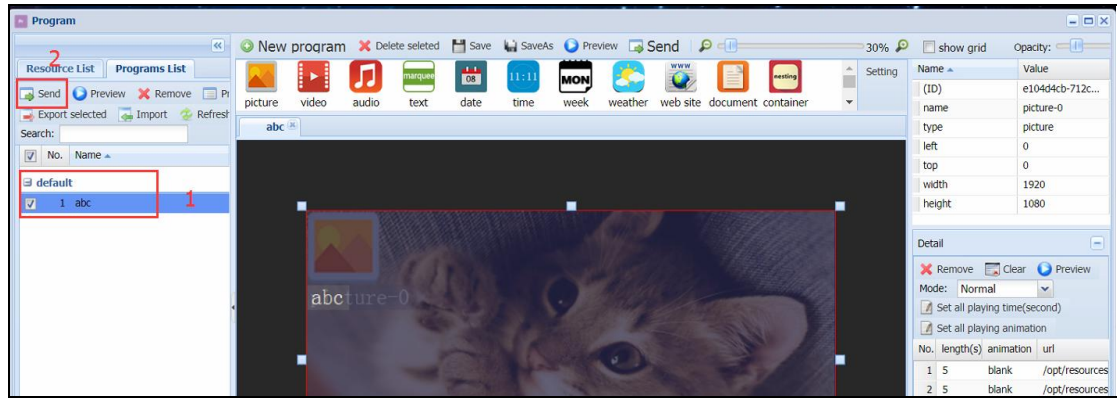 Program
2
Resource List Programs List
Send Preview Remove Pr
Export selected Import Refresh
Search:
No. Name
default
1 abc
1
New program Delete seleted Save SaveAs Preview Send 30%
picture video audio text date time week weather web site document container
marquee 08 11:11 MON WWW nesting
Setting
abc
abcture-0
show grid Opacity:
Name Value
(ID) e104d4cb-712c...
name picture-0
type picture
left 0
top 0
width 1920
height 1080
Detail
Remove Clear Preview
Mode: Normal
Set all playing time(second)
Set all playing animation
No. length(s) animation url
1 5 blank /opt/resources
2 5 blank /opt/resources